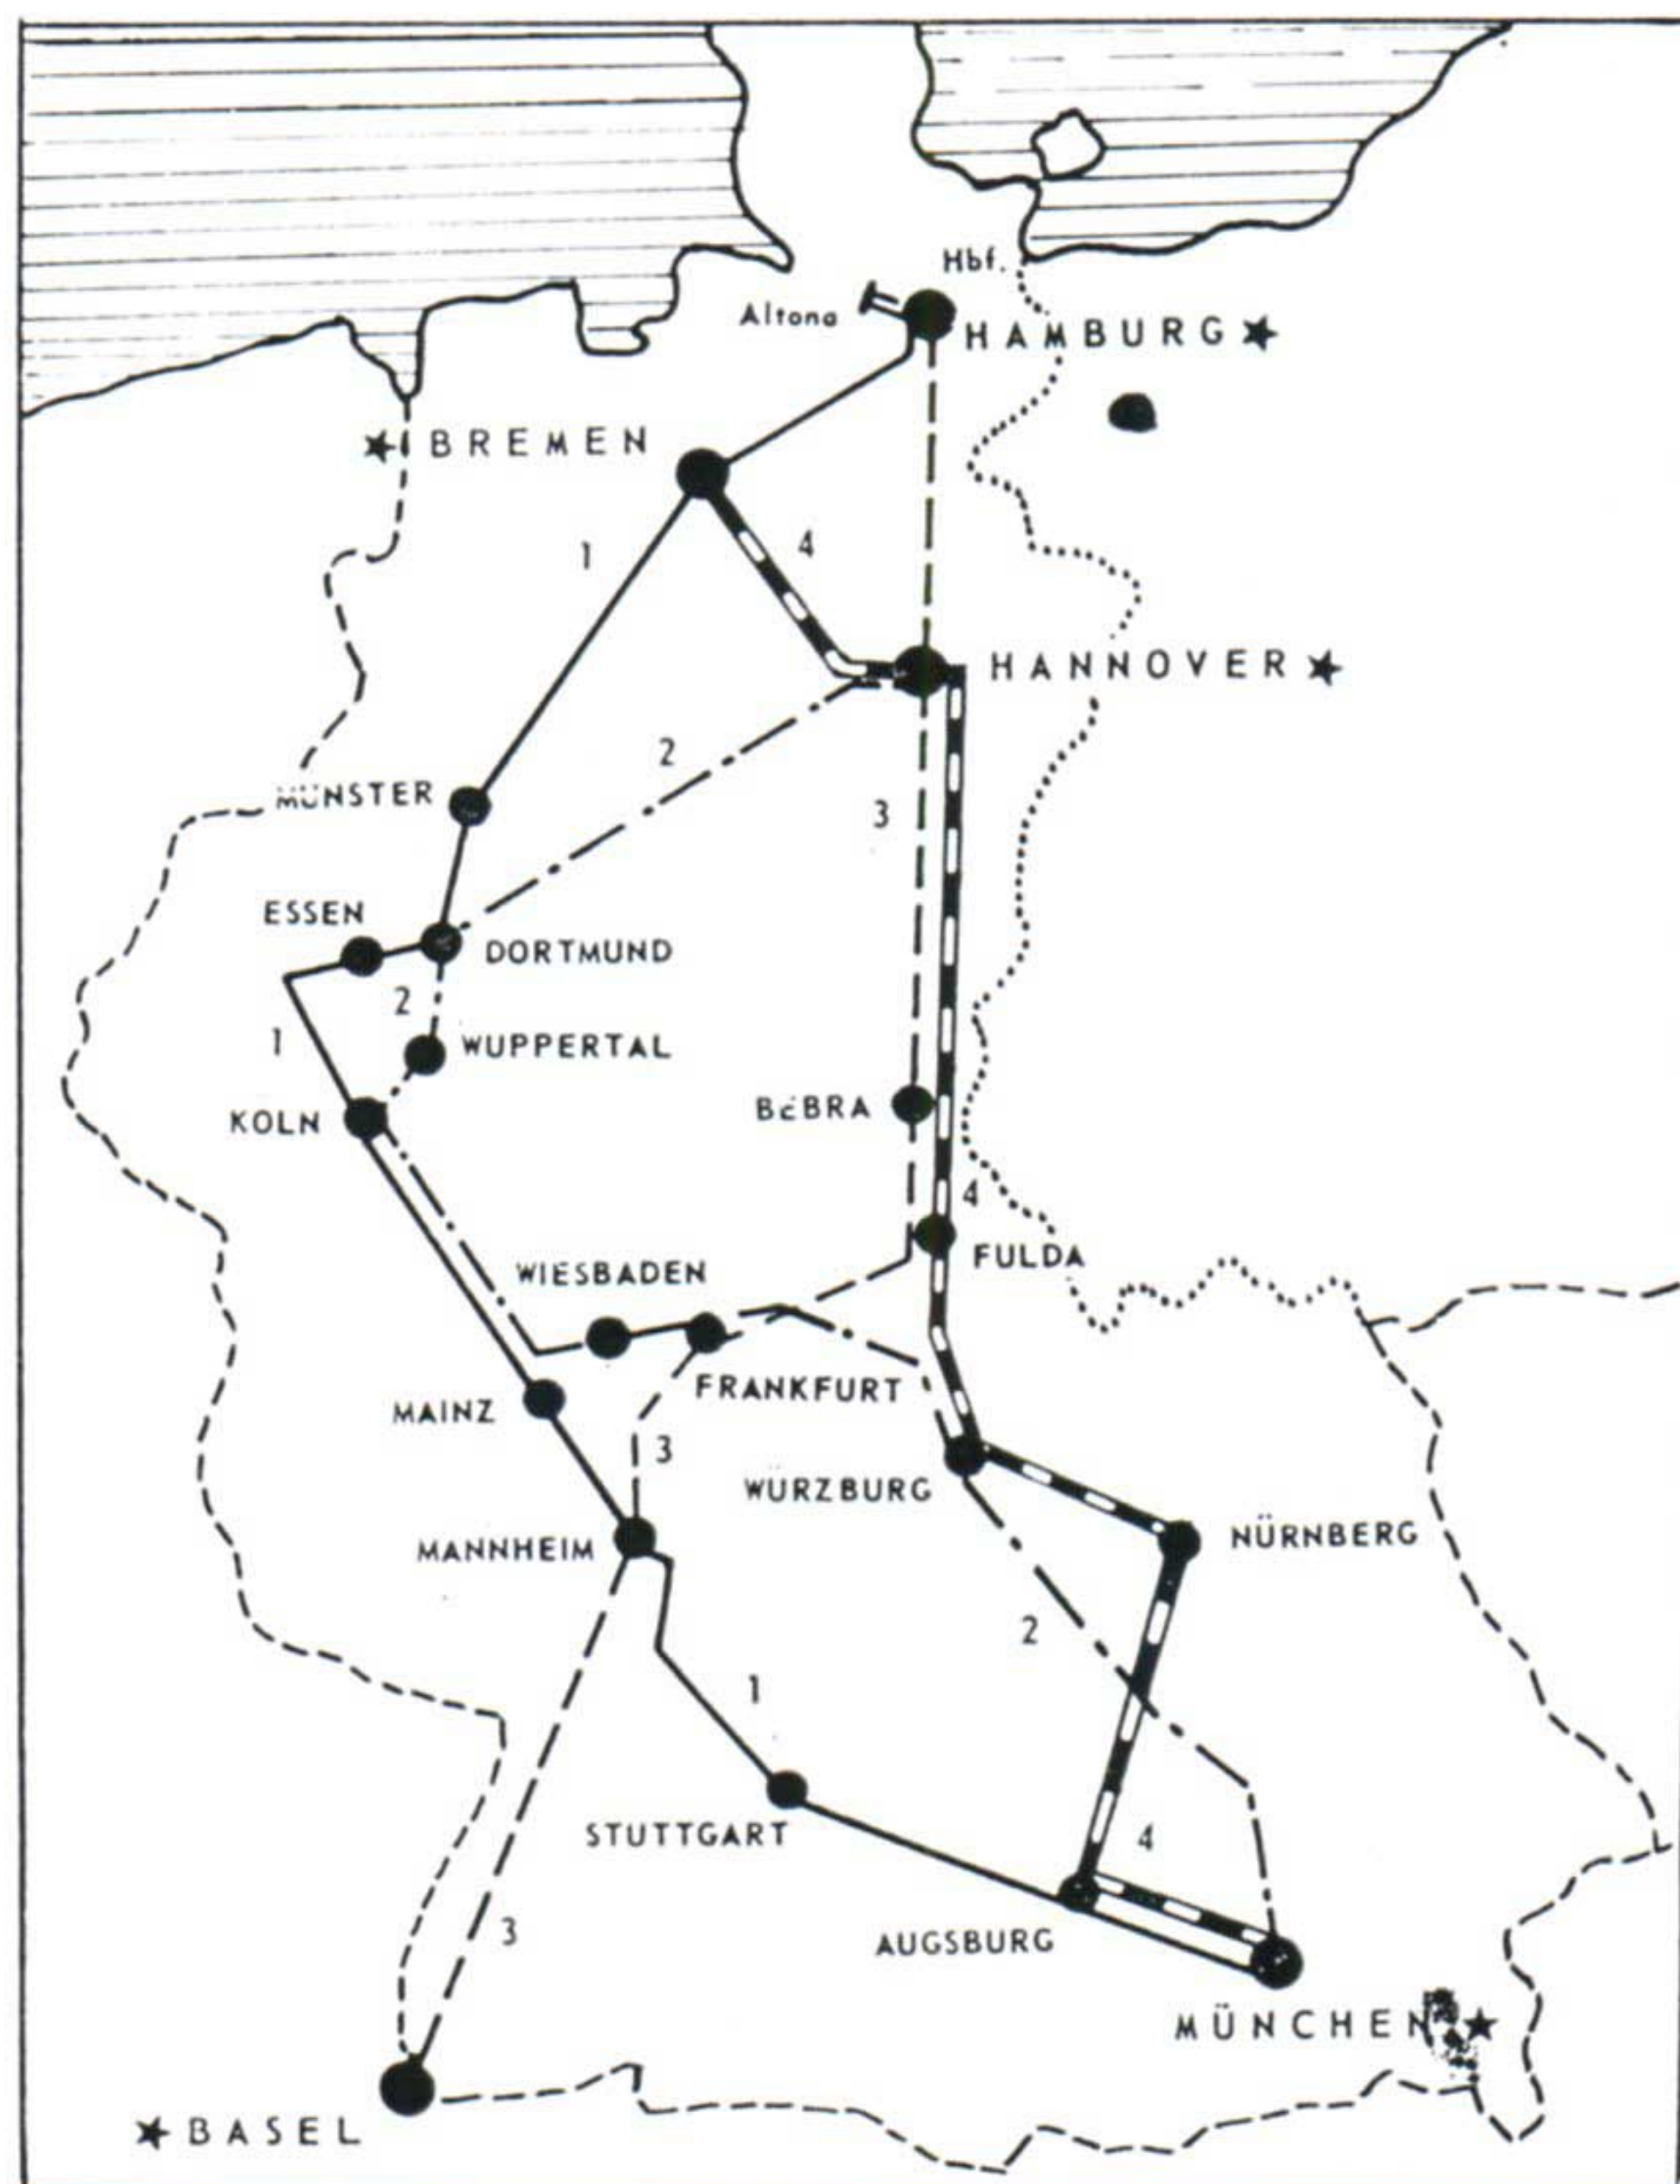 Hbf.
Altona
HAMBURG
BREMEN
1
4
HANNOVER
2
MÜNSTER
3
ESSEN
DORTMUND
2
1
WUPPERTAL
BEBRA
KOLN
4
FULDA
WIESBADEN
FRANKFURT
MAINZ
3
WÜRZBURG
NÜRNBERG
MANNHEIM
2
1
STUTTGART
4
3
AUGSBURG
MÜNCHEN
BASEL